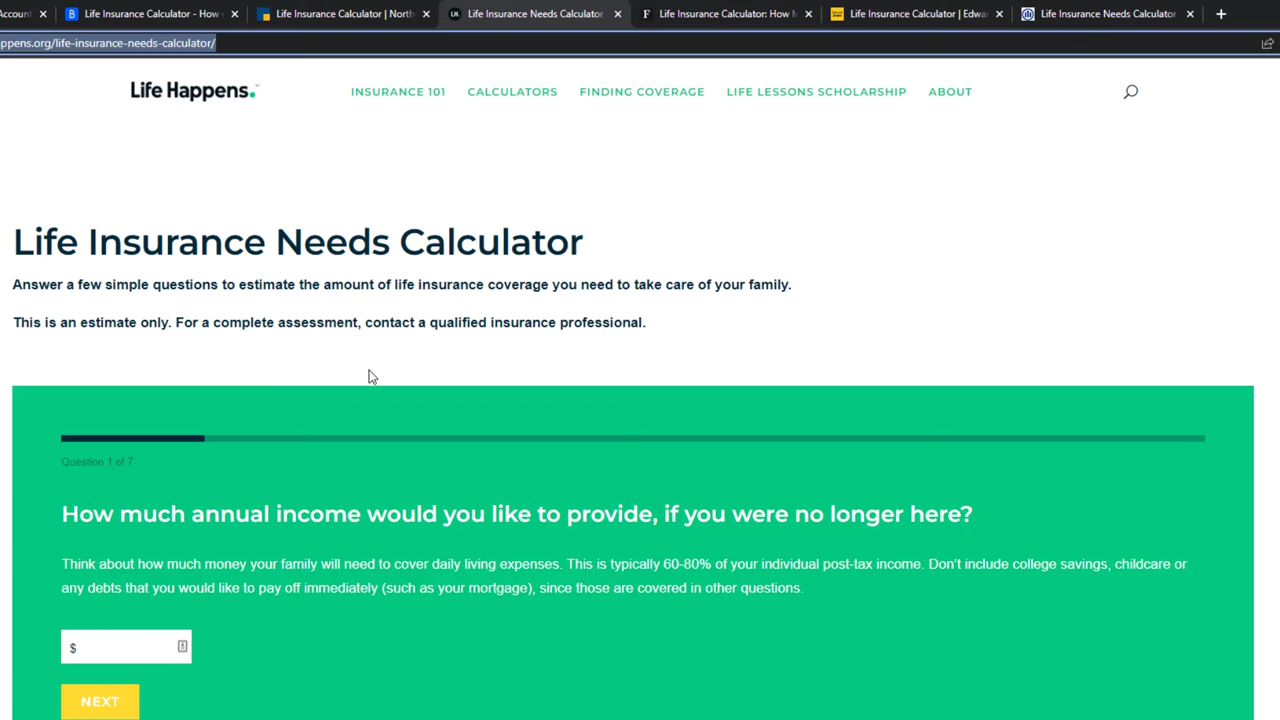 Account
Life Insurance Calculator - How
Life Insurance Calculator | North
Life Insurance Needs Calculator
Life Insurance Calculator: How M
Life Insurance Calculator | Edwa
Life Insurance Needs Calculator
ppens.org/life-insurance-needs-calculator/
Life Happens.
INSURANCE 101 CALCULATORS FINDING COVERAGE LIFE LESSONS SCHOLARSHIP ABOUT
Life Insurance Needs Calculator
Answer a few simple questions to estimate the amount of life insurance coverage you need to take care of your family.
This is an estimate only. For a complete assessment, contact a qualified insurance professional.
Question 1 of 7
How much annual income would you like to provide, if you were no longer here?
Think about how much money your family will need to cover daily living expenses. This is typically 60-80% of your individual post-tax income. Don't include college savings, childcare or
any debts that you would like to pay off immediately (such as your mortgage), since those are covered in other questions.
$
NEXT